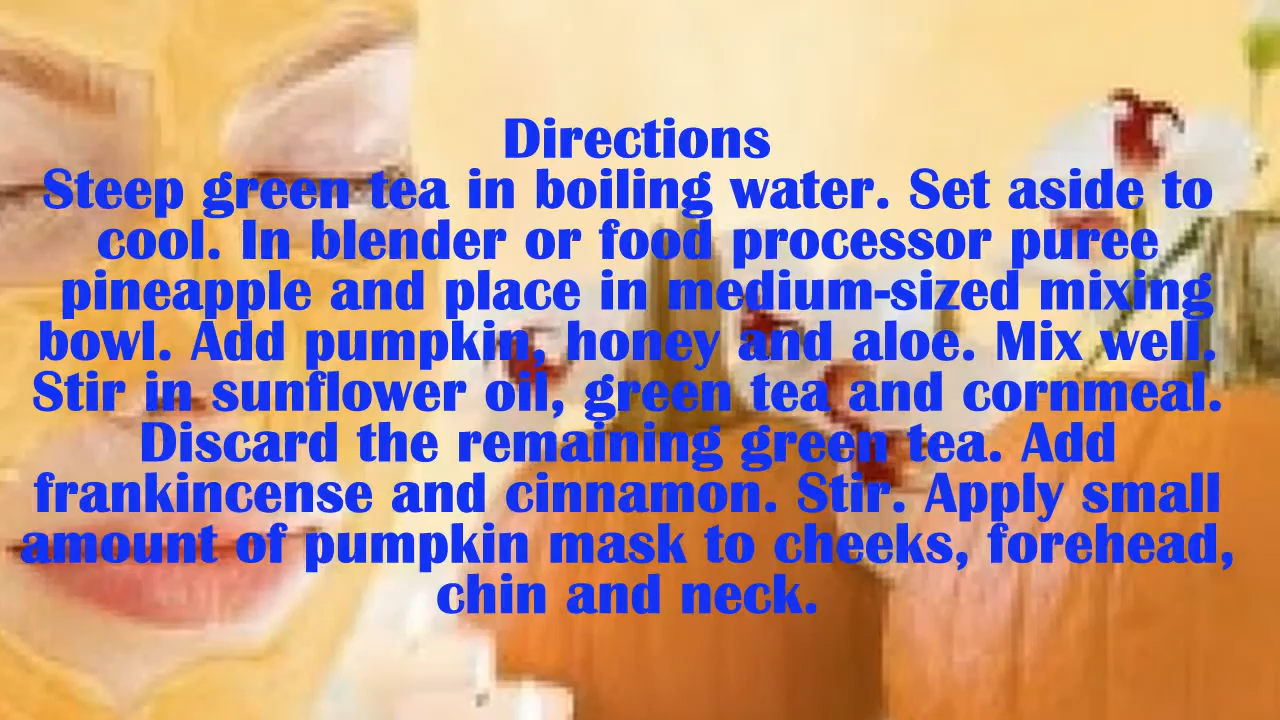 Directions
Steep green tea in boiling water. Set aside to
cool. In blender or food processor puree
pineapple and place in medium-sized mixing
bowl. Add pumpkin, honey and aloe. Mix well.
Stir in sunflower oil, green tea and cornmeal.
Discard the remaining green tea. Add
frankincense and cinnamon. Stir. Apply small
amount of pumpkin mask to cheeks, forehead,
chin and neck.